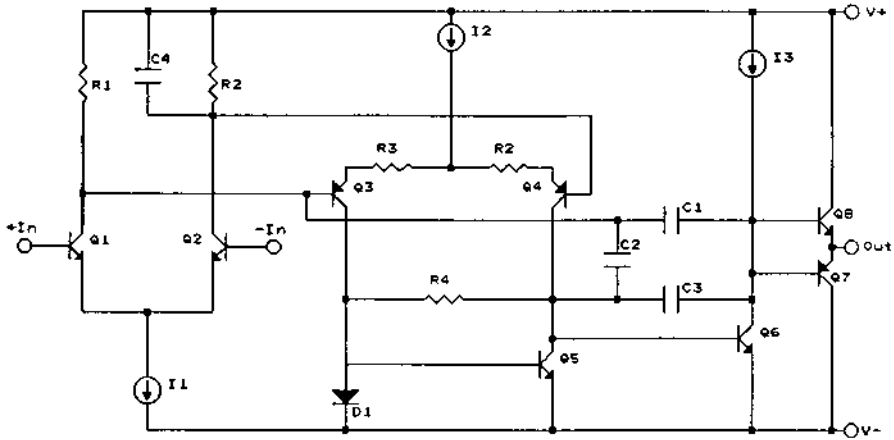 V+
I2
C4
R1
R2
I3
R3
R2
Q3
Q4
C1
Q8
+In
Q1
Q2
-In
C2
Out
Q7
R4
C3
Q6
Q5
I1
D1
V-